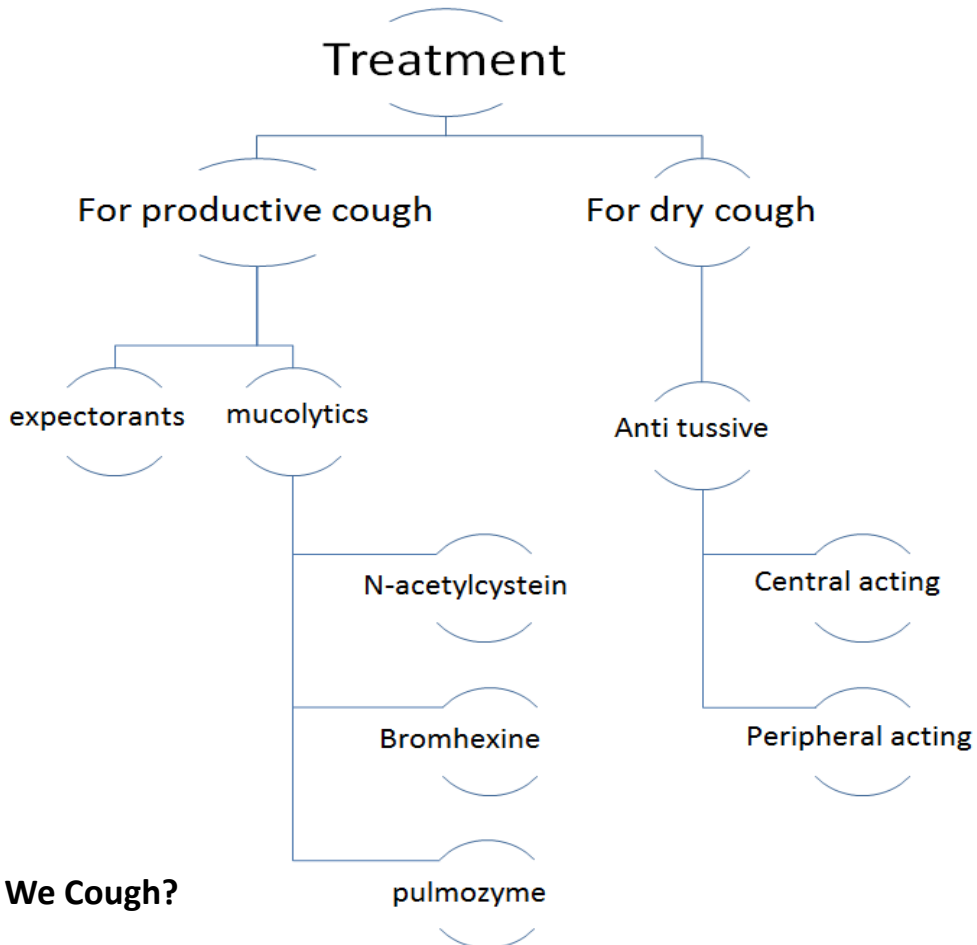 Treatment
For productive cough
For dry cough
expectorants
mucolytics
Anti tussive
N-acetylcystein
Central acting
Bromhexine
Peripheral acting
pulmozyme
We Cough?